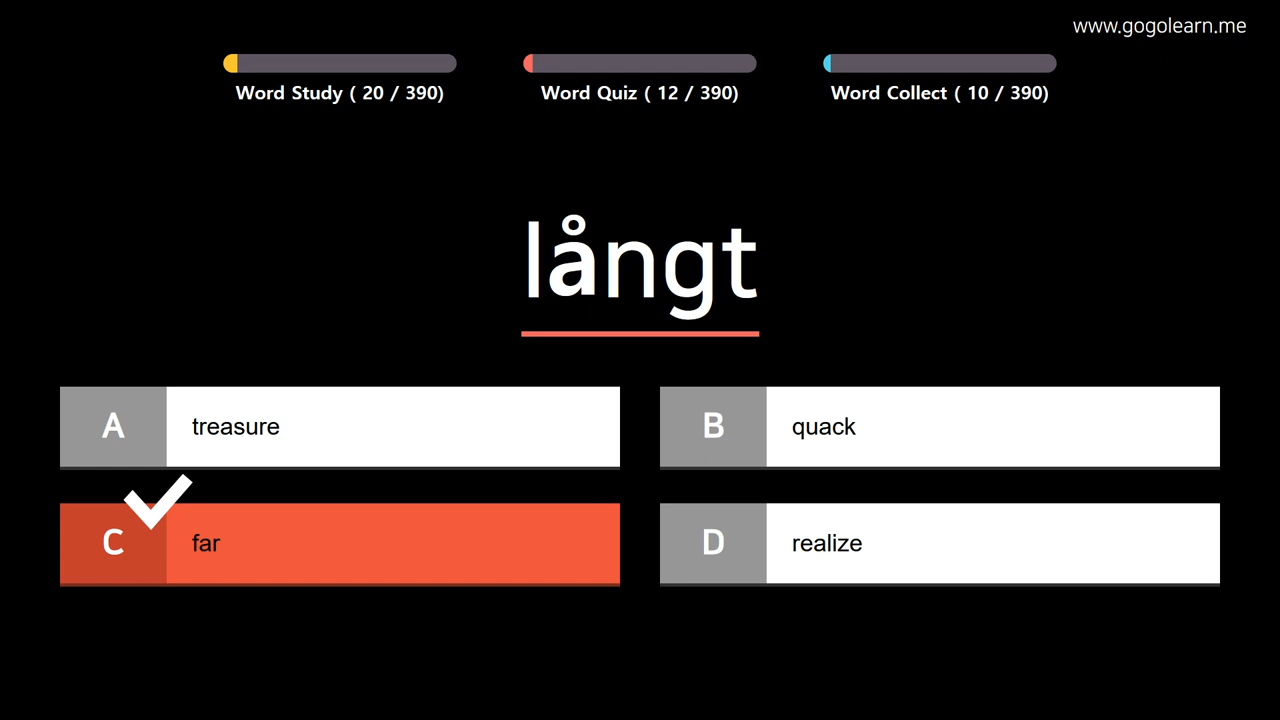 www.gogolearn.me
Word Study ( 20 / 390)
Word Quiz ( 12 / 390)
Word Collect ( 10 / 390)
långt
A treasure
B quack
C far
D realize